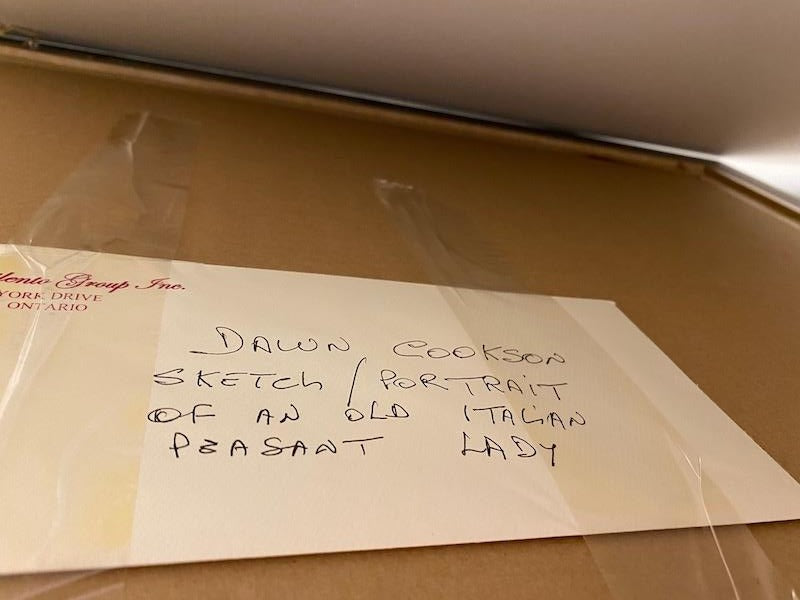 Group Inc.
YORK DRIVE
ONTARIO
DAWN COOKSON
SKETCH / PORTRAIT
OF AN OLD ITALIAN
PEASANT LADY